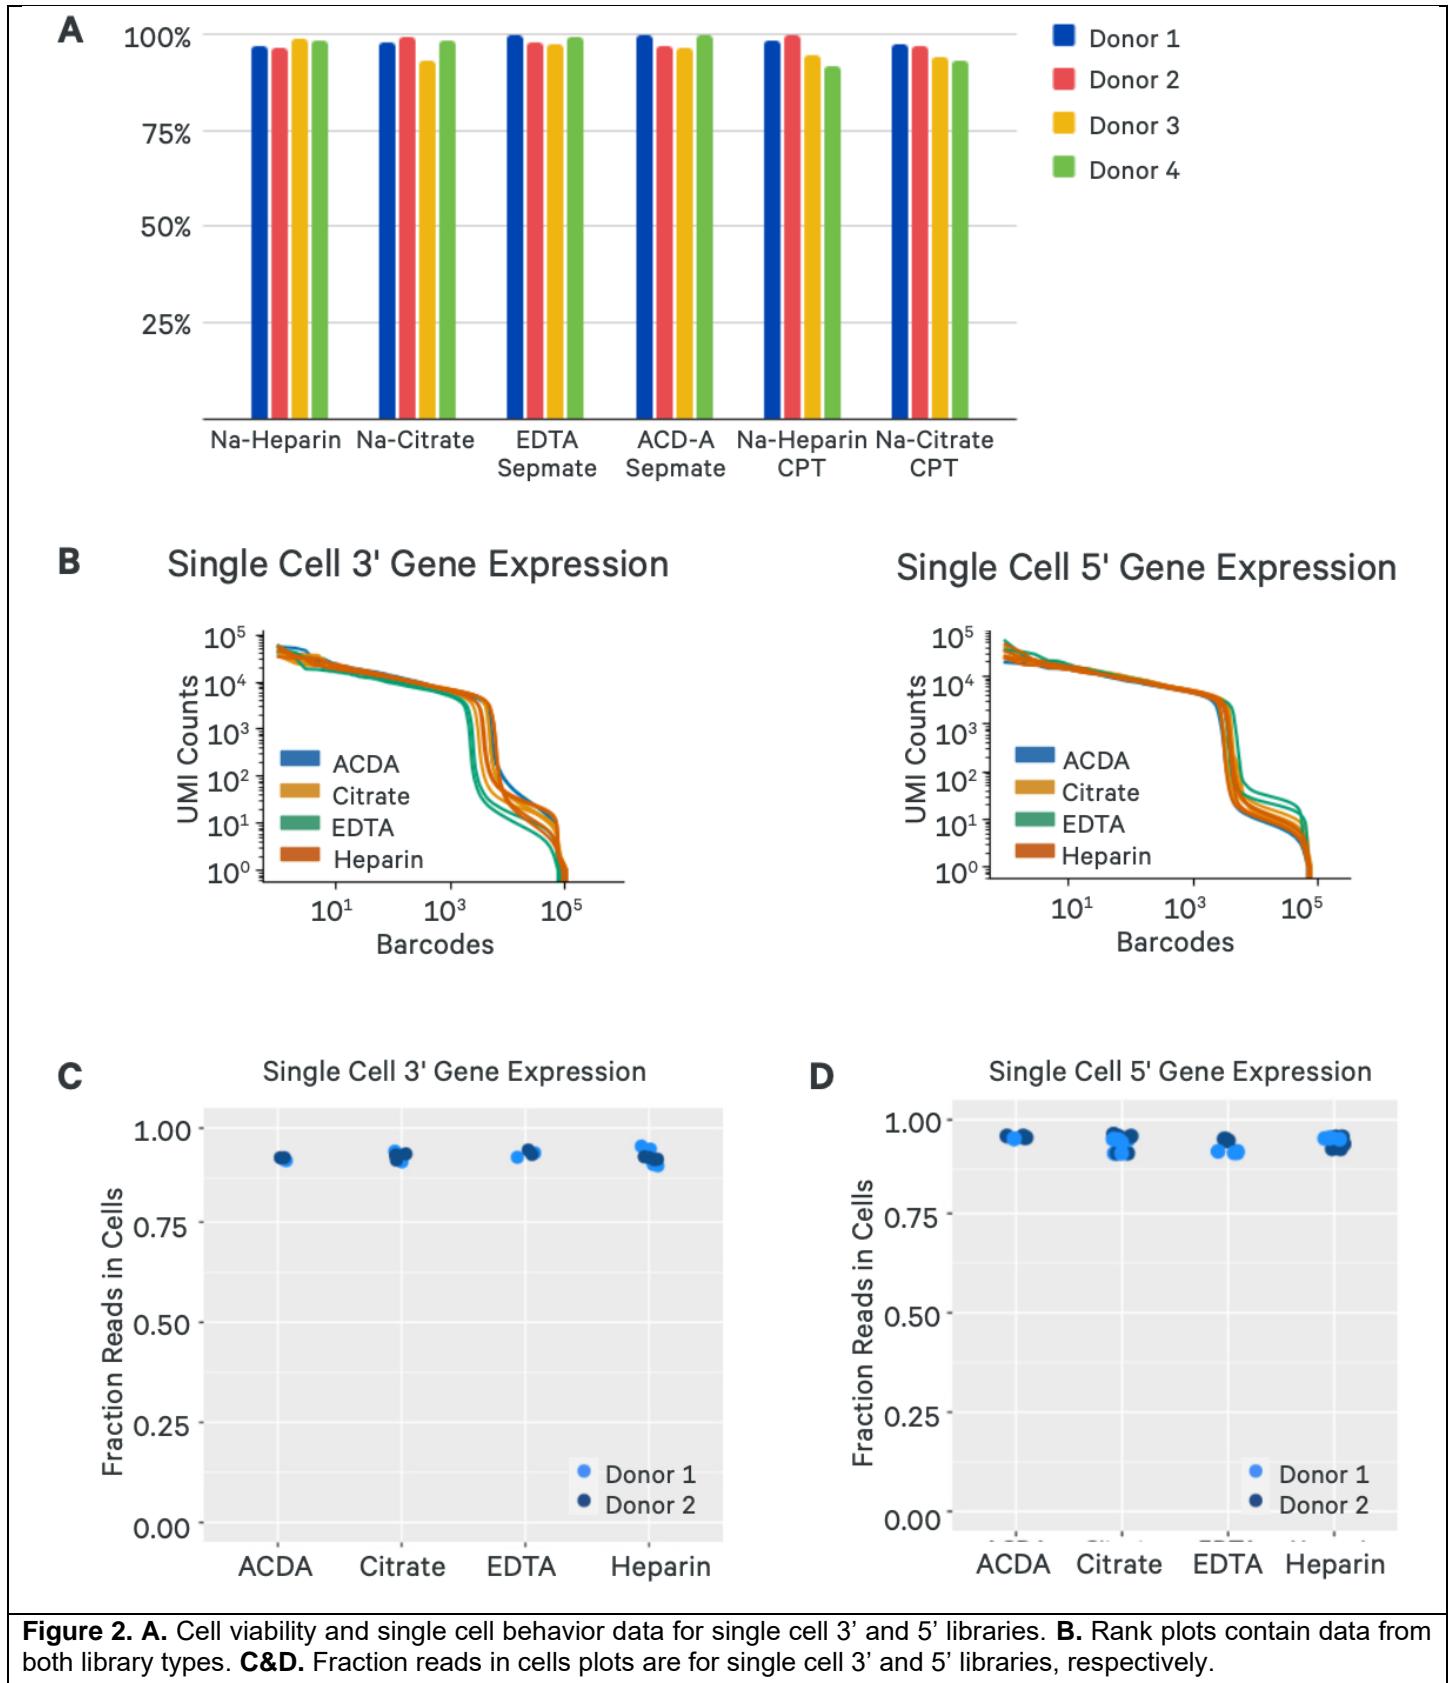 A
100%
75%
50%
25%
Donor 1
Donor 2
Donor 3
Donor 4
Na-Heparin Na-Citrate EDTA ACD-A Na-Heparin Na-Citrate
Sepmate Sepmate CPT CPT
B
Single Cell 3' Gene Expression
UMI Counts
10⁵
10⁴
10³
10²
10¹
10⁰
ACDA
Citrate
EDTA
Heparin
10¹ 10³ 10⁵
Barcodes
Single Cell 5' Gene Expression
UMI Counts
10⁵
10⁴
10³
10²
10¹
10⁰
ACDA
Citrate
EDTA
Heparin
10¹ 10³ 10⁵
Barcodes
C
Single Cell 3' Gene Expression
Fraction Reads in Cells
1.00
0.75
0.50
0.25
0.00
Donor 1
Donor 2
ACDA Citrate EDTA Heparin
D
Single Cell 5' Gene Expression
Fraction Reads in Cells
1.00
0.75
0.50
0.25
0.00
Donor 1
Donor 2
ACDA Citrate EDTA Heparin
Figure 2. A. Cell viability and single cell behavior data for single cell 3’ and 5’ libraries. B. Rank plots contain data from
both library types. C&D. Fraction reads in cells plots are for single cell 3’ and 5’ libraries, respectively.